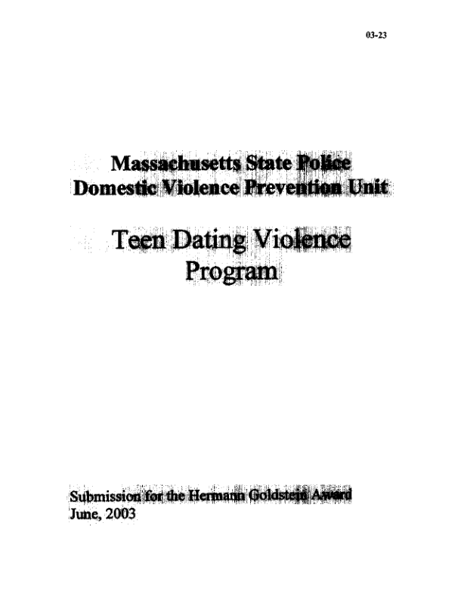 03-23
Massachusetts State Police
Domestic Violence Prevention Unit
Teen Dating Violence
Program
Submission for the Hermann Goldstein Award
June, 2003